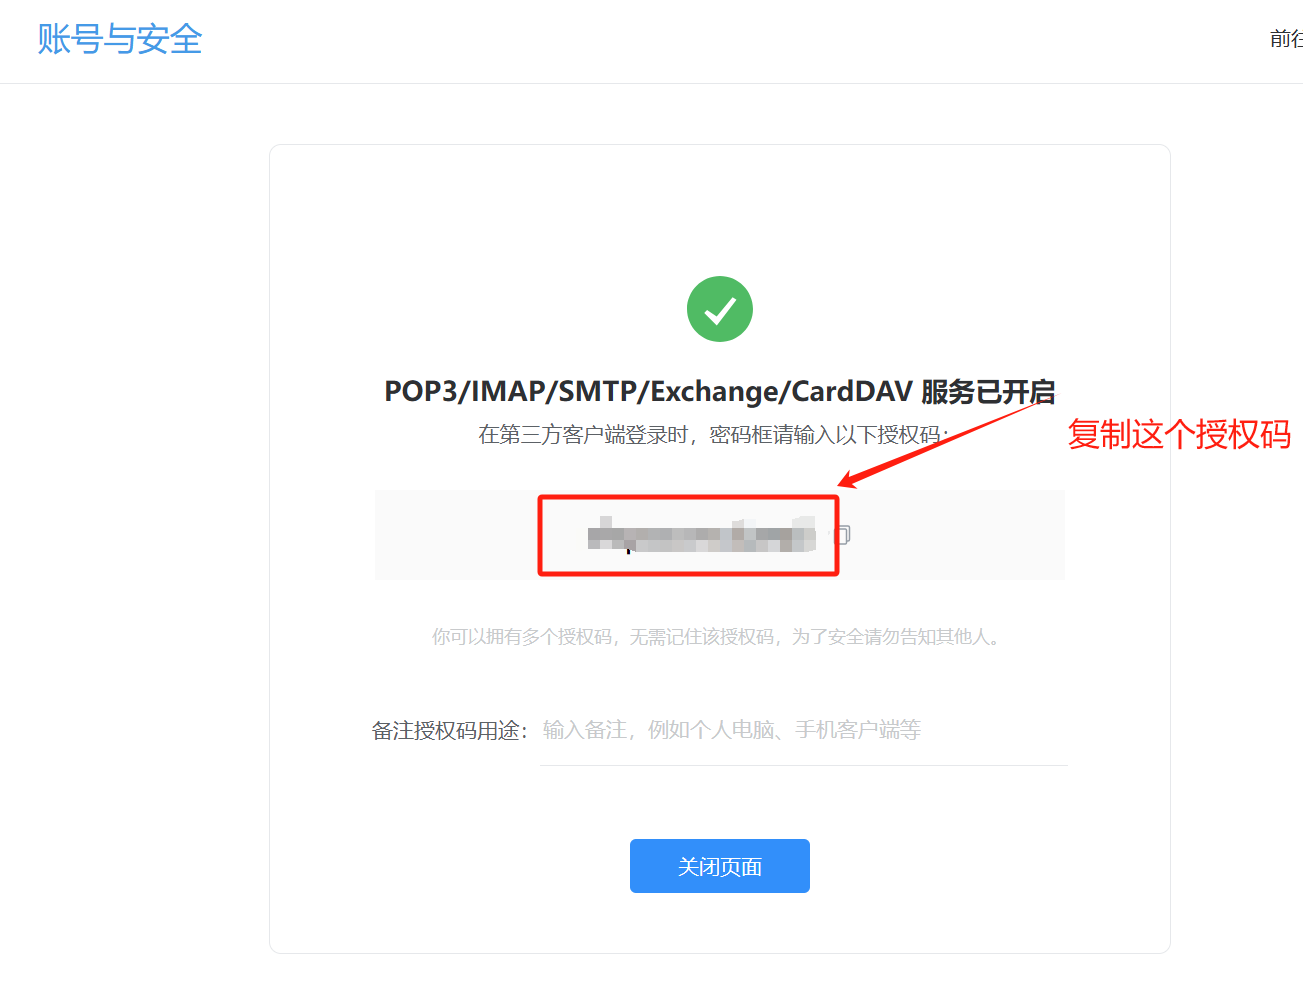 账号与安全
前往
POP3/IMAP/SMTP/Exchange/CardDAV 服务已开启
在第三方客户端登录时，密码框请输入以下授权码：
复制这个授权码
你可以拥有多个授权码，无需记住该授权码，为了安全请勿告知其他人。
备注授权码用途：
输入备注，例如个人电脑、手机客户端等
关闭页面